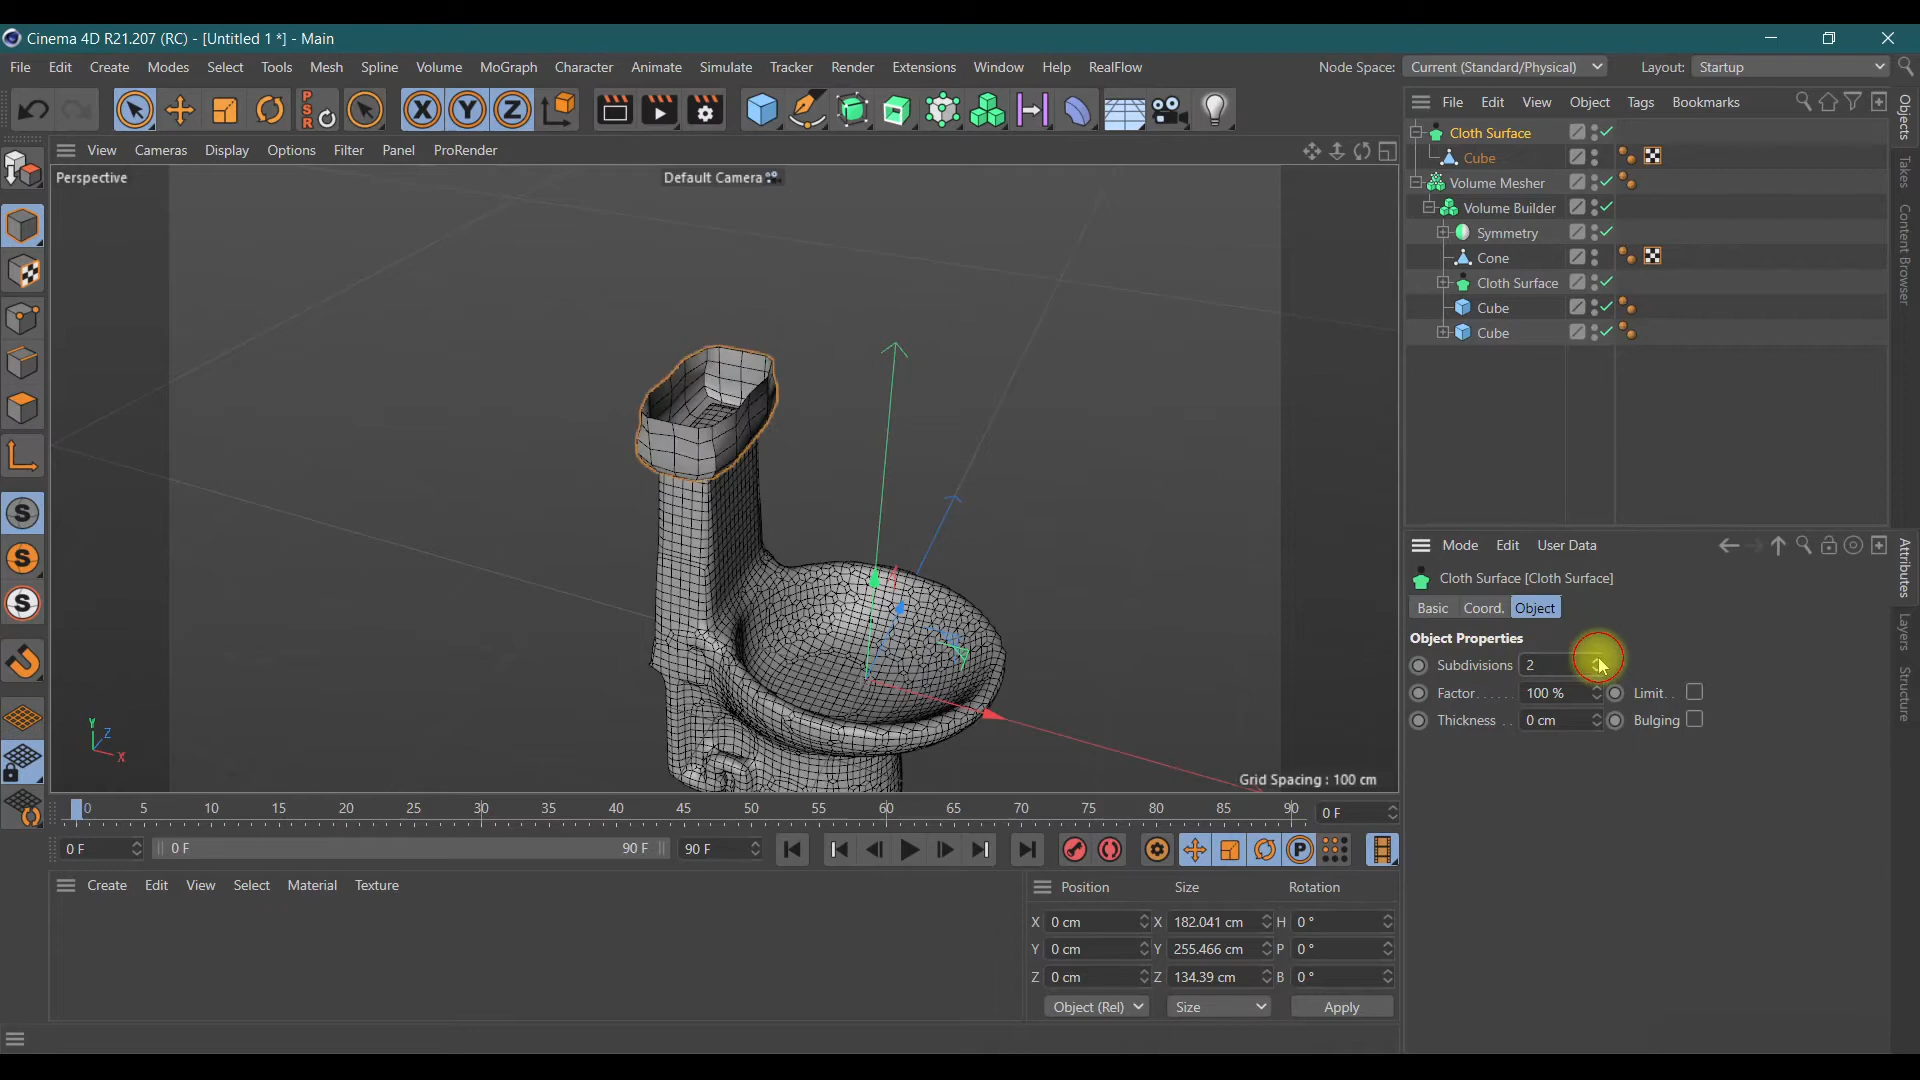 Cinema 4D R21.207 (RC) - [Untitled 1 *] - Main
File Edit Create Modes Select Tools Mesh Spline Volume MoGraph Character Animate Simulate Tracker Render Extensions Window Help RealFlow Node Space: Current (Standard/Physical) Layout: Startup
P S R X Y Z
File Edit View Object Tags Bookmarks
View Cameras Display Options Filter Panel ProRender
Perspective
Default Camera
Cloth Surface
Cube
Volume Mesher
Volume Builder
Symmetry
Cone
Cloth Surface
Cube
Cube
Objects
Takes
Content Browser
Attributes
Layers
Structure
S
S
S
Y
Z
X
Grid Spacing : 100 cm
Mode Edit User Data
Cloth Surface [Cloth Surface]
Basic Coord. Object
Object Properties
Subdivisions 2
Factor...... 100 % Limit..
Thickness .. 0 cm Bulging
0 5 10 15 20 25 30 35 40 45 50 55 60 65 70 75 80 85 90 0 F
0 F 0 F 90 F 90 F P
Create Edit View Select Material Texture
Position Size Rotation
X 0 cm X 182.041 cm H 0 °
Y 0 cm Y 255.466 cm P 0 °
Z 0 cm Z 134.39 cm B 0 °
Object (Rel) Size Apply